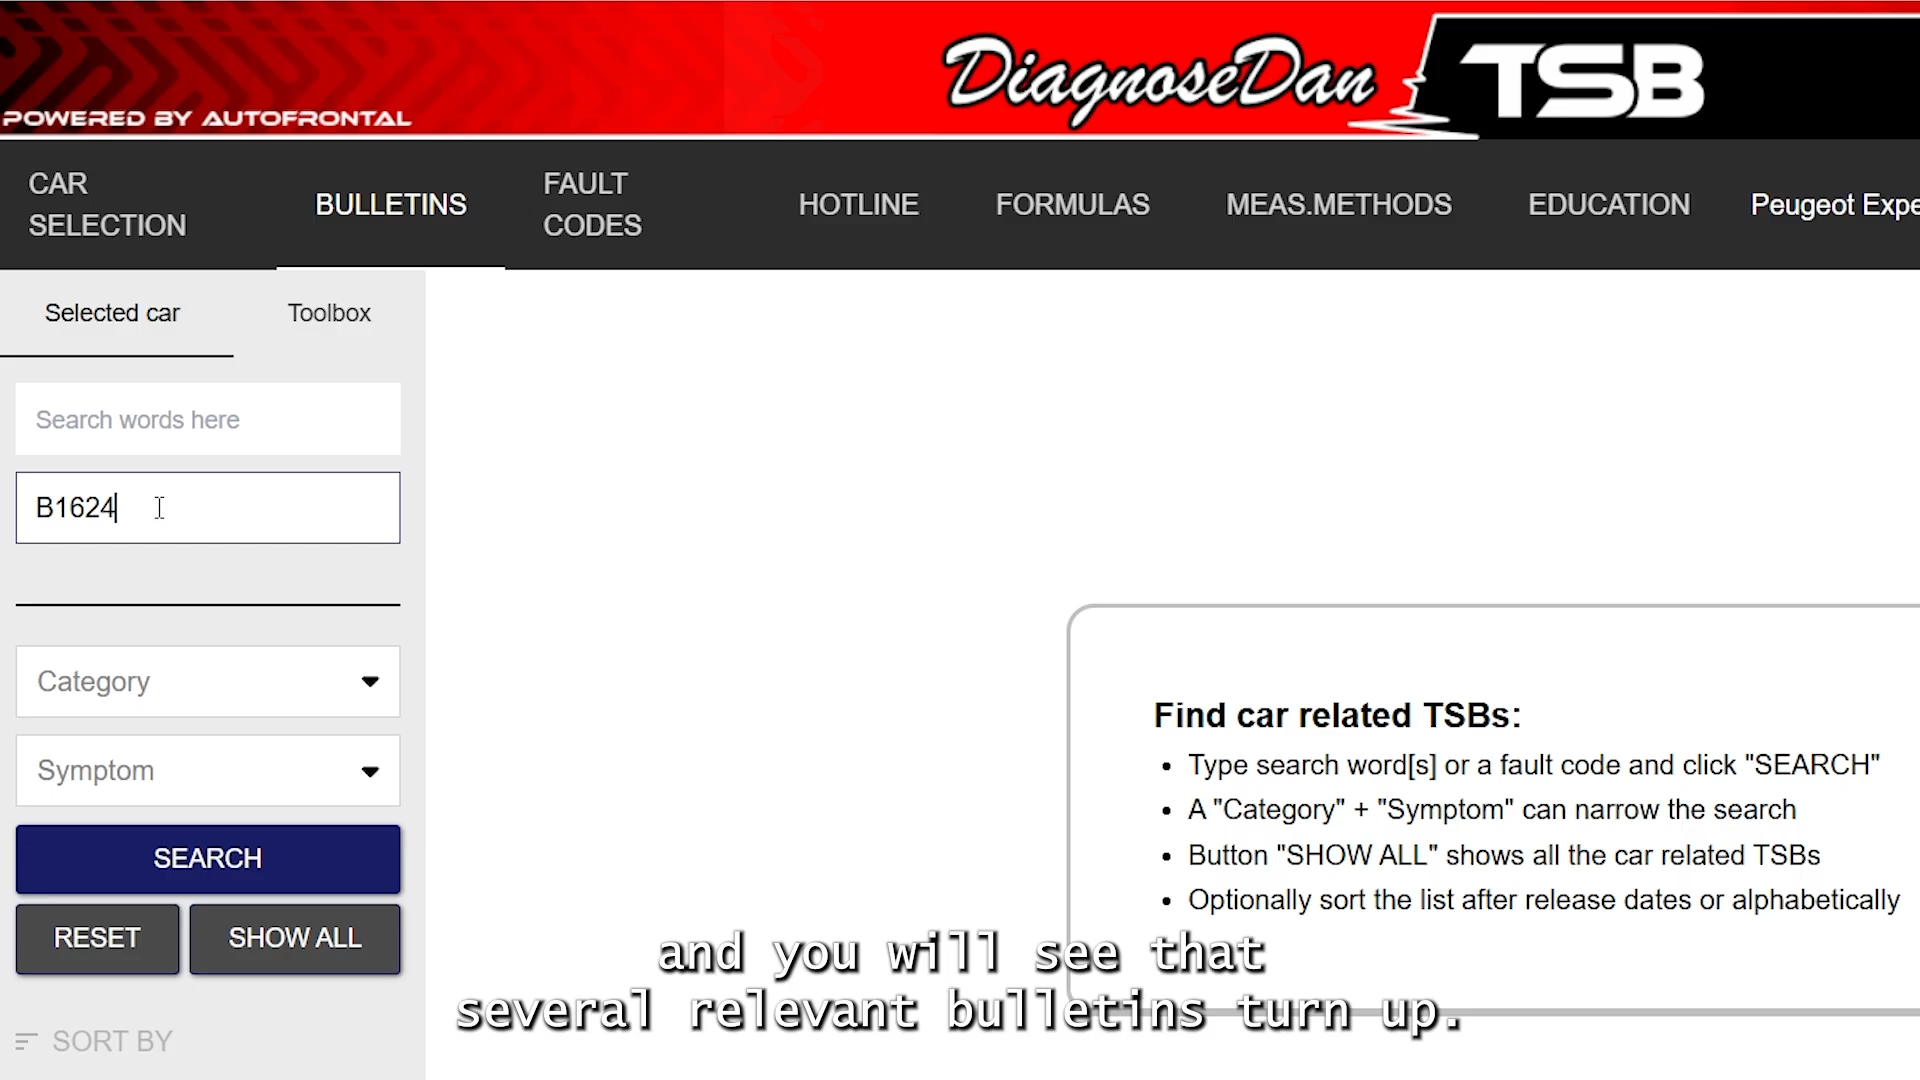 POWERED BY AUTOFRONTAL
DiagnoseDan TSB
CAR SELECTION
BULLETINS
FAULT CODES
HOTLINE
FORMULAS
MEAS.METHODS
EDUCATION
Peugeot Expe
Selected car
Toolbox
Search words here
B1624
Category
Symptom
SEARCH
RESET
SHOW ALL
SORT BY
Find car related TSBs:
• Type search word[s] or a fault code and click "SEARCH"
• A "Category" + "Symptom" can narrow the search
• Button "SHOW ALL" shows all the car related TSBs
• Optionally sort the list after release dates or alphabetically
and you will see that
several relevant bulletins turn up.